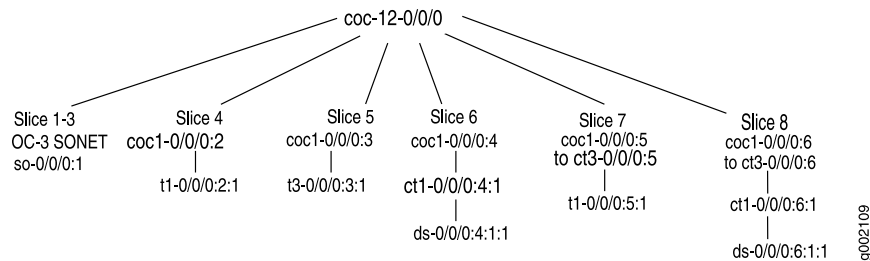 coc-12-0/0/0
Slice 1-3
OC-3 SONET
so-0/0/0:1
Slice 4
coc1-0/0/0:2
t1-0/0/0:2:1
Slice 5
coc1-0/0/0:3
t3-0/0/0:3:1
Slice 6
coc1-0/0/0:4
ct1-0/0/0:4:1
ds-0/0/0:4:1:1
Slice 7
coc1-0/0/0:5
to ct3-0/0/0:5
t1-0/0/0:5:1
Slice 8
coc1-0/0/0:6
to ct3-0/0/0:6
ct1-0/0/0:6:1
ds-0/0/0:6:1:1
g002109